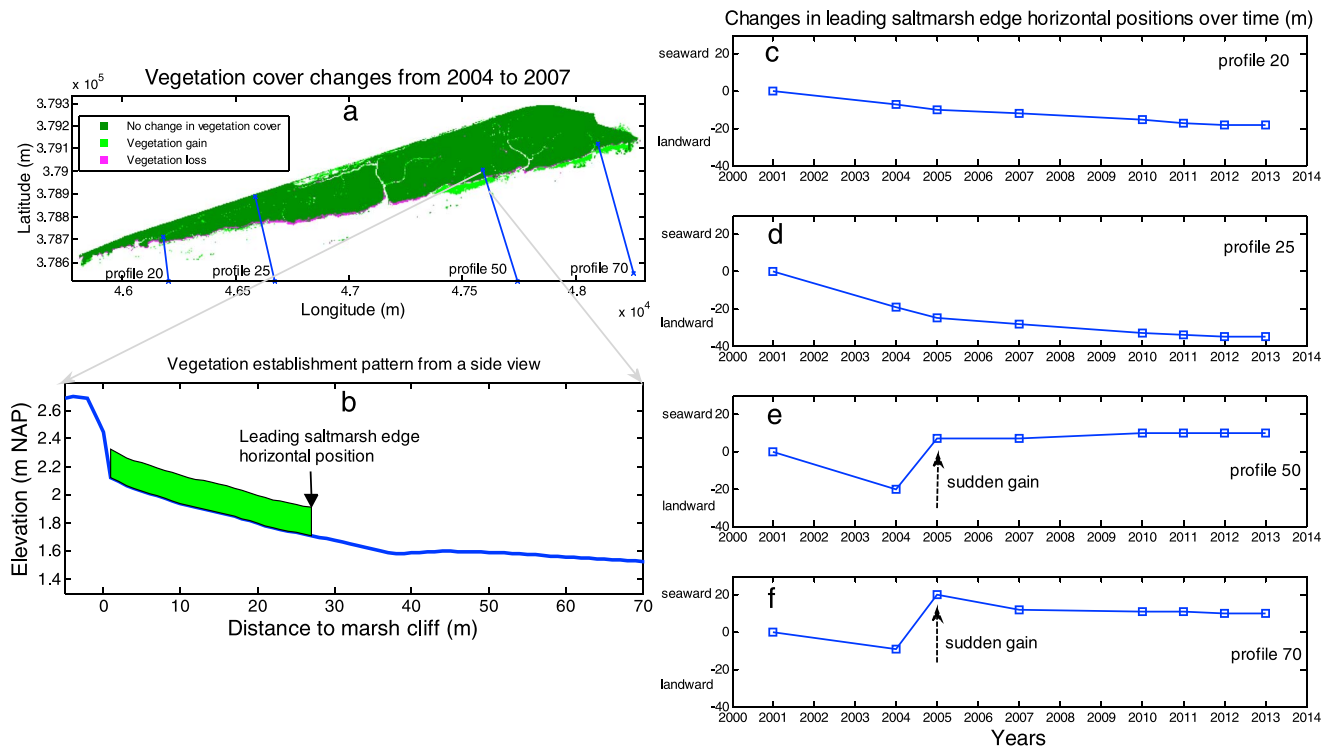 Vegetation cover changes from 2004 to 2007
x 10^5
a
No change in vegetation cover
Vegetation gain
Vegetation loss
3.793
3.792
3.791
3.79
3.789
3.788
3.787
3.786
Latitude (m)
profile 20
profile 25
profile 50
profile 70
4.6 4.65 4.7 4.75 4.8
Longitude (m)
x 10^4
Vegetation establishment pattern from a side view
b
Leading saltmarsh edge
horizontal position
2.6
2.4
2.2
2
1.8
1.6
1.4
Elevation (m NAP)
0 10 20 30 40 50 60 70
Distance to marsh cliff (m)
Changes in leading saltmarsh edge horizontal positions over time (m)
c
profile 20
seaward 20
0
-20
landward
-40
2000 2001 2002 2003 2004 2005 2006 2007 2008 2009 2010 2011 2012 2013 2014
d
profile 25
seaward 20
0
-20
landward
-40
2000 2001 2002 2003 2004 2005 2006 2007 2008 2009 2010 2011 2012 2013 2014
e
profile 50
sudden gain
seaward 20
0
-20
landward
-40
2000 2001 2002 2003 2004 2005 2006 2007 2008 2009 2010 2011 2012 2013 2014
f
profile 70
sudden gain
seaward 20
0
20
landward
-40
2000 2001 2002 2003 2004 2005 2006 2007 2008 2009 2010 2011 2012 2013 2014
Years